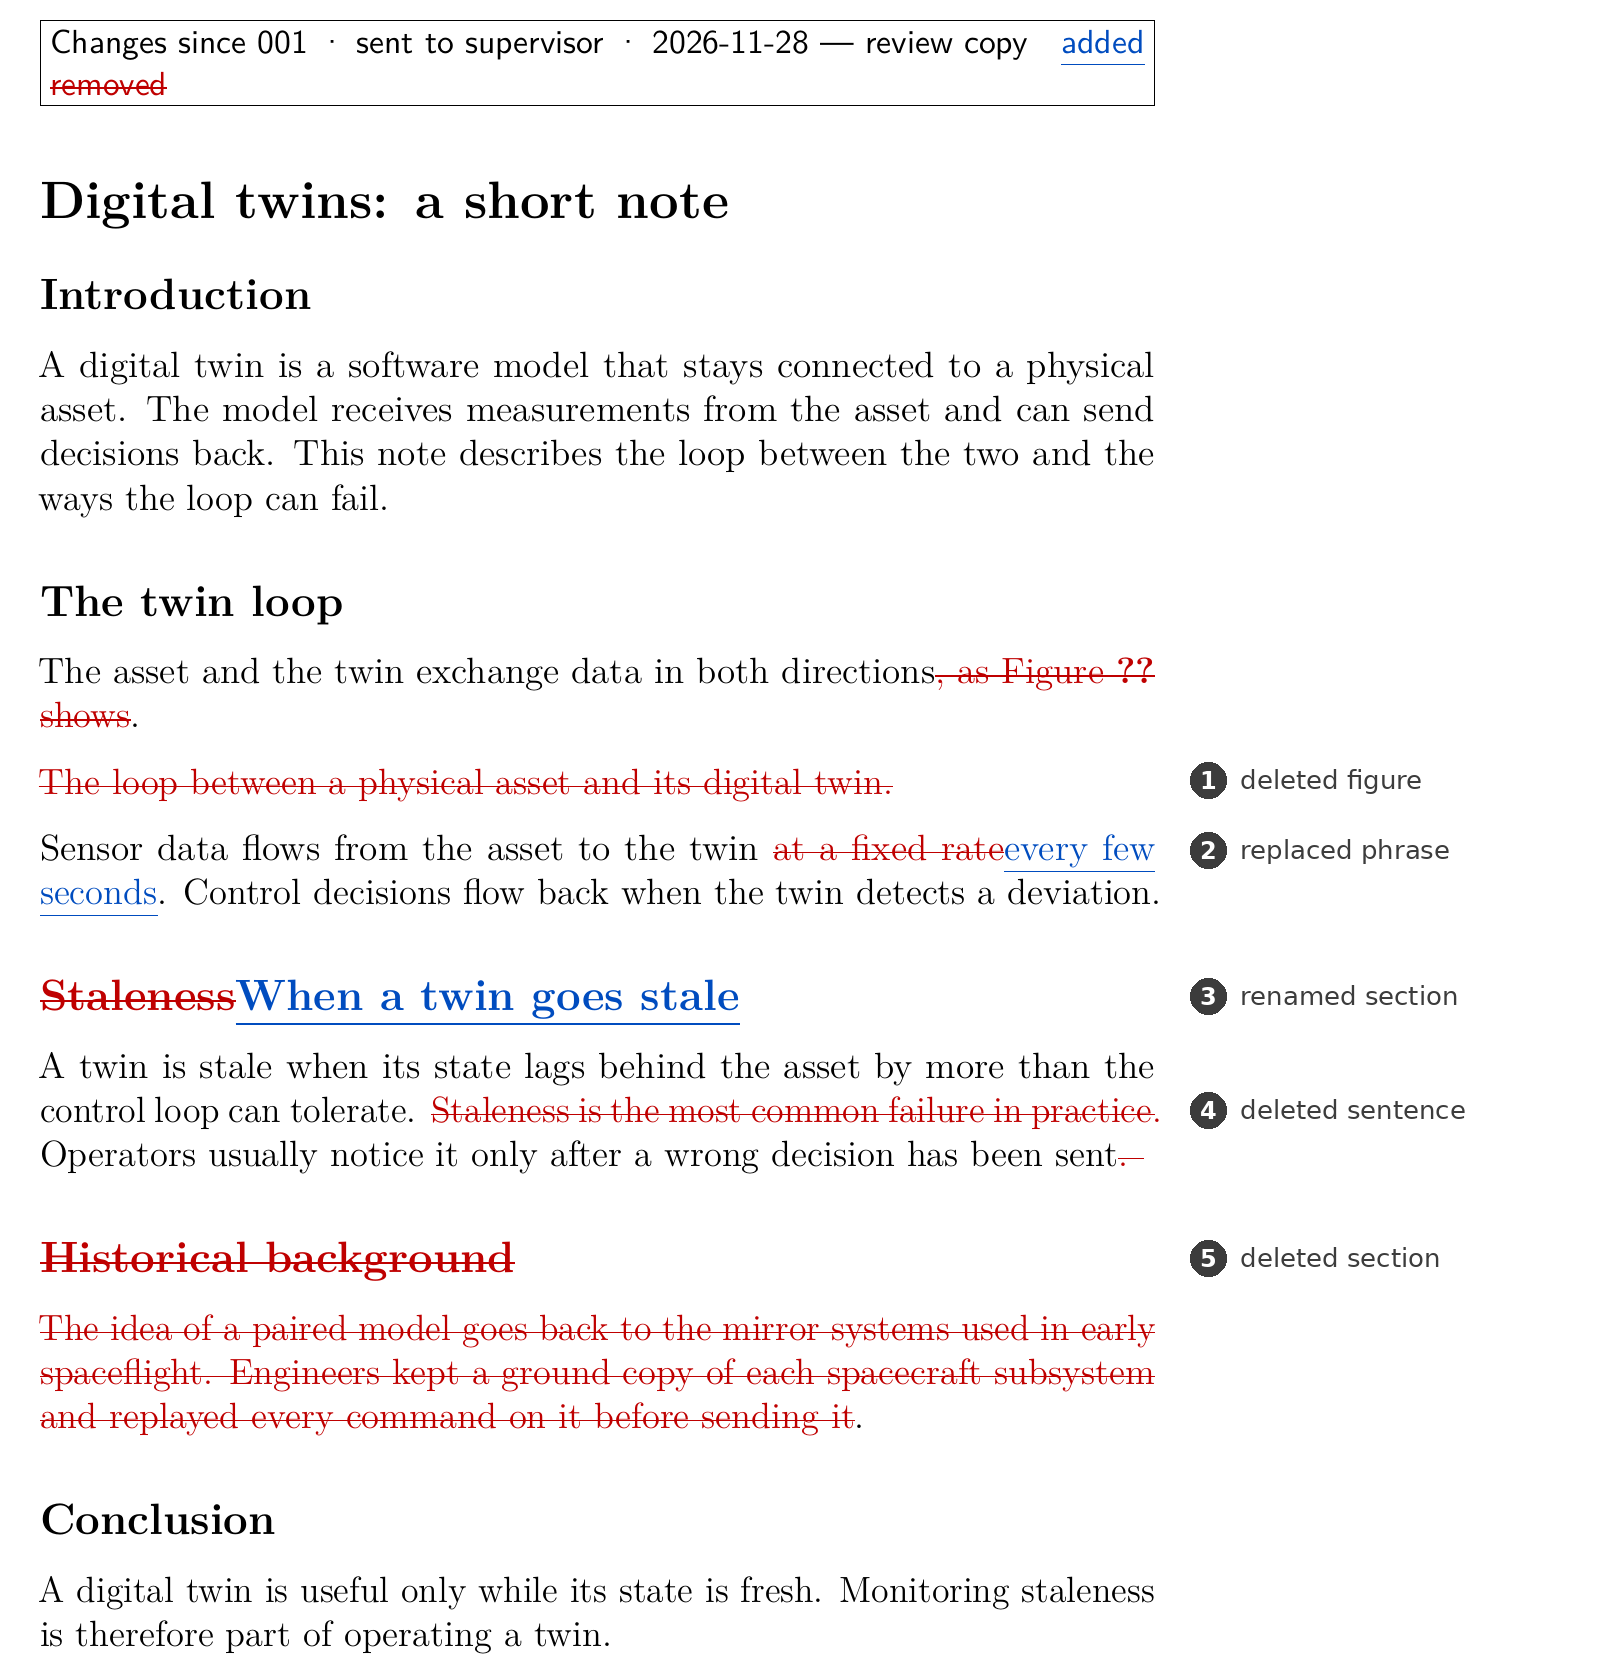 Changes since 001 · sent to supervisor · 2026-11-28 — review copy added
removed
Digital twins: a short note
Introduction
A digital twin is a software model that stays connected to a physical
asset. The model receives measurements from the asset and can send
decisions back. This note describes the loop between the two and the
ways the loop can fail.
The twin loop
The asset and the twin exchange data in both directions, as Figure ??
shows.
The loop between a physical asset and its digital twin.
1 deleted figure
Sensor data flows from the asset to the twin at a fixed rateevery few
2 replaced phrase
seconds. Control decisions flow back when the twin detects a deviation.
StalenessWhen a twin goes stale
3 renamed section
A twin is stale when its state lags behind the asset by more than the
control loop can tolerate. Staleness is the most common failure in practice.
4 deleted sentence
Operators usually notice it only after a wrong decision has been sent.
Historical background
5 deleted section
The idea of a paired model goes back to the mirror systems used in early
spaceflight. Engineers kept a ground copy of each spacecraft subsystem
and replayed every command on it before sending it.
Conclusion
A digital twin is useful only while its state is fresh. Monitoring staleness
is therefore part of operating a twin.